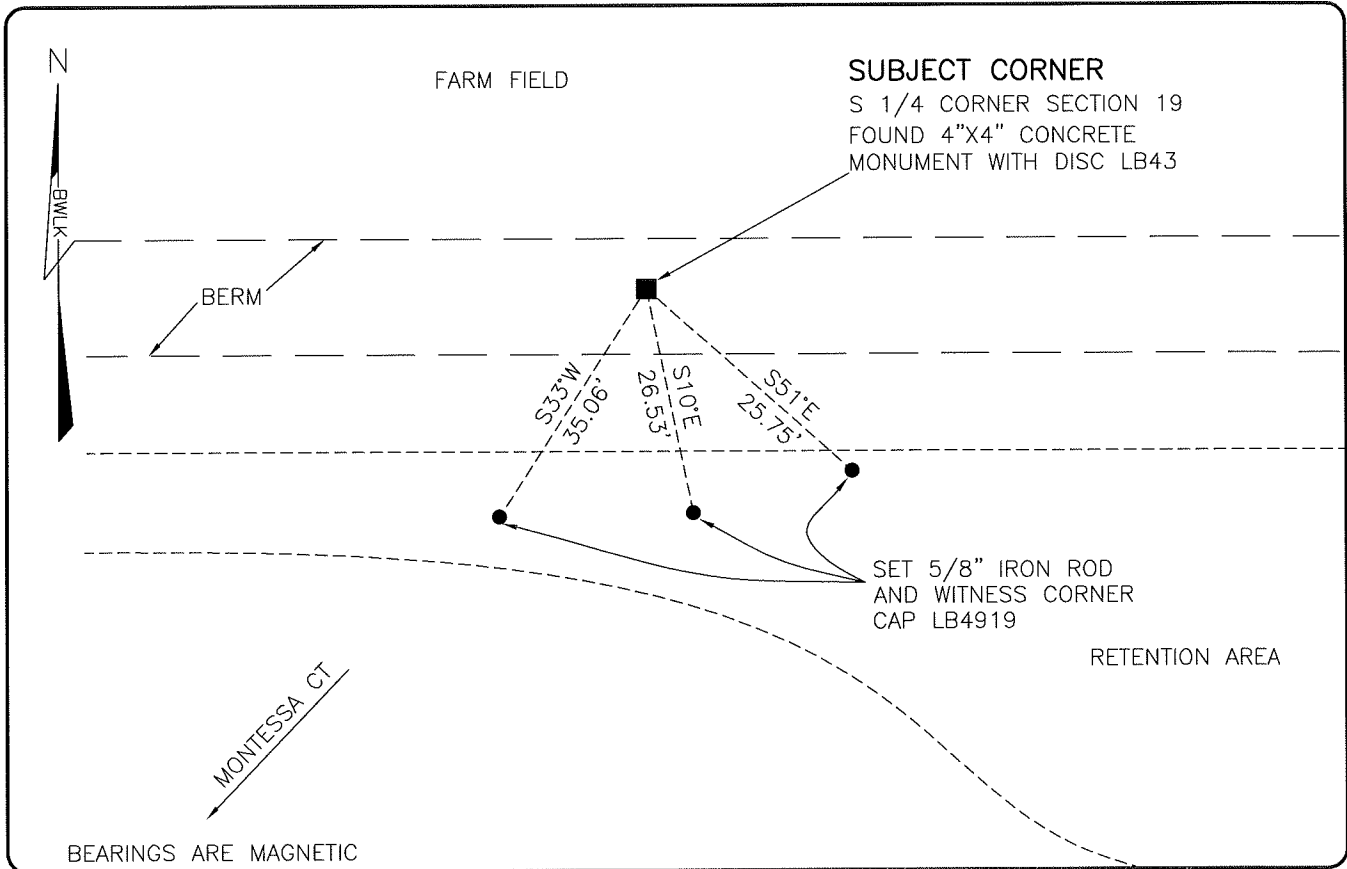 N
FARM FIELD
SUBJECT CORNER
S 1/4 CORNER SECTION 19
FOUND 4"X4" CONCRETE
MONUMENT WITH DISC LB43
BWLK
BERM
S33°W
35.06'
S10°E
26.53'
S51°E
25.75'
SET 5/8" IRON ROD
AND WITNESS CORNER
CAP LB4919
RETENTION AREA
MONTESSA CT
BEARINGS ARE MAGNETIC